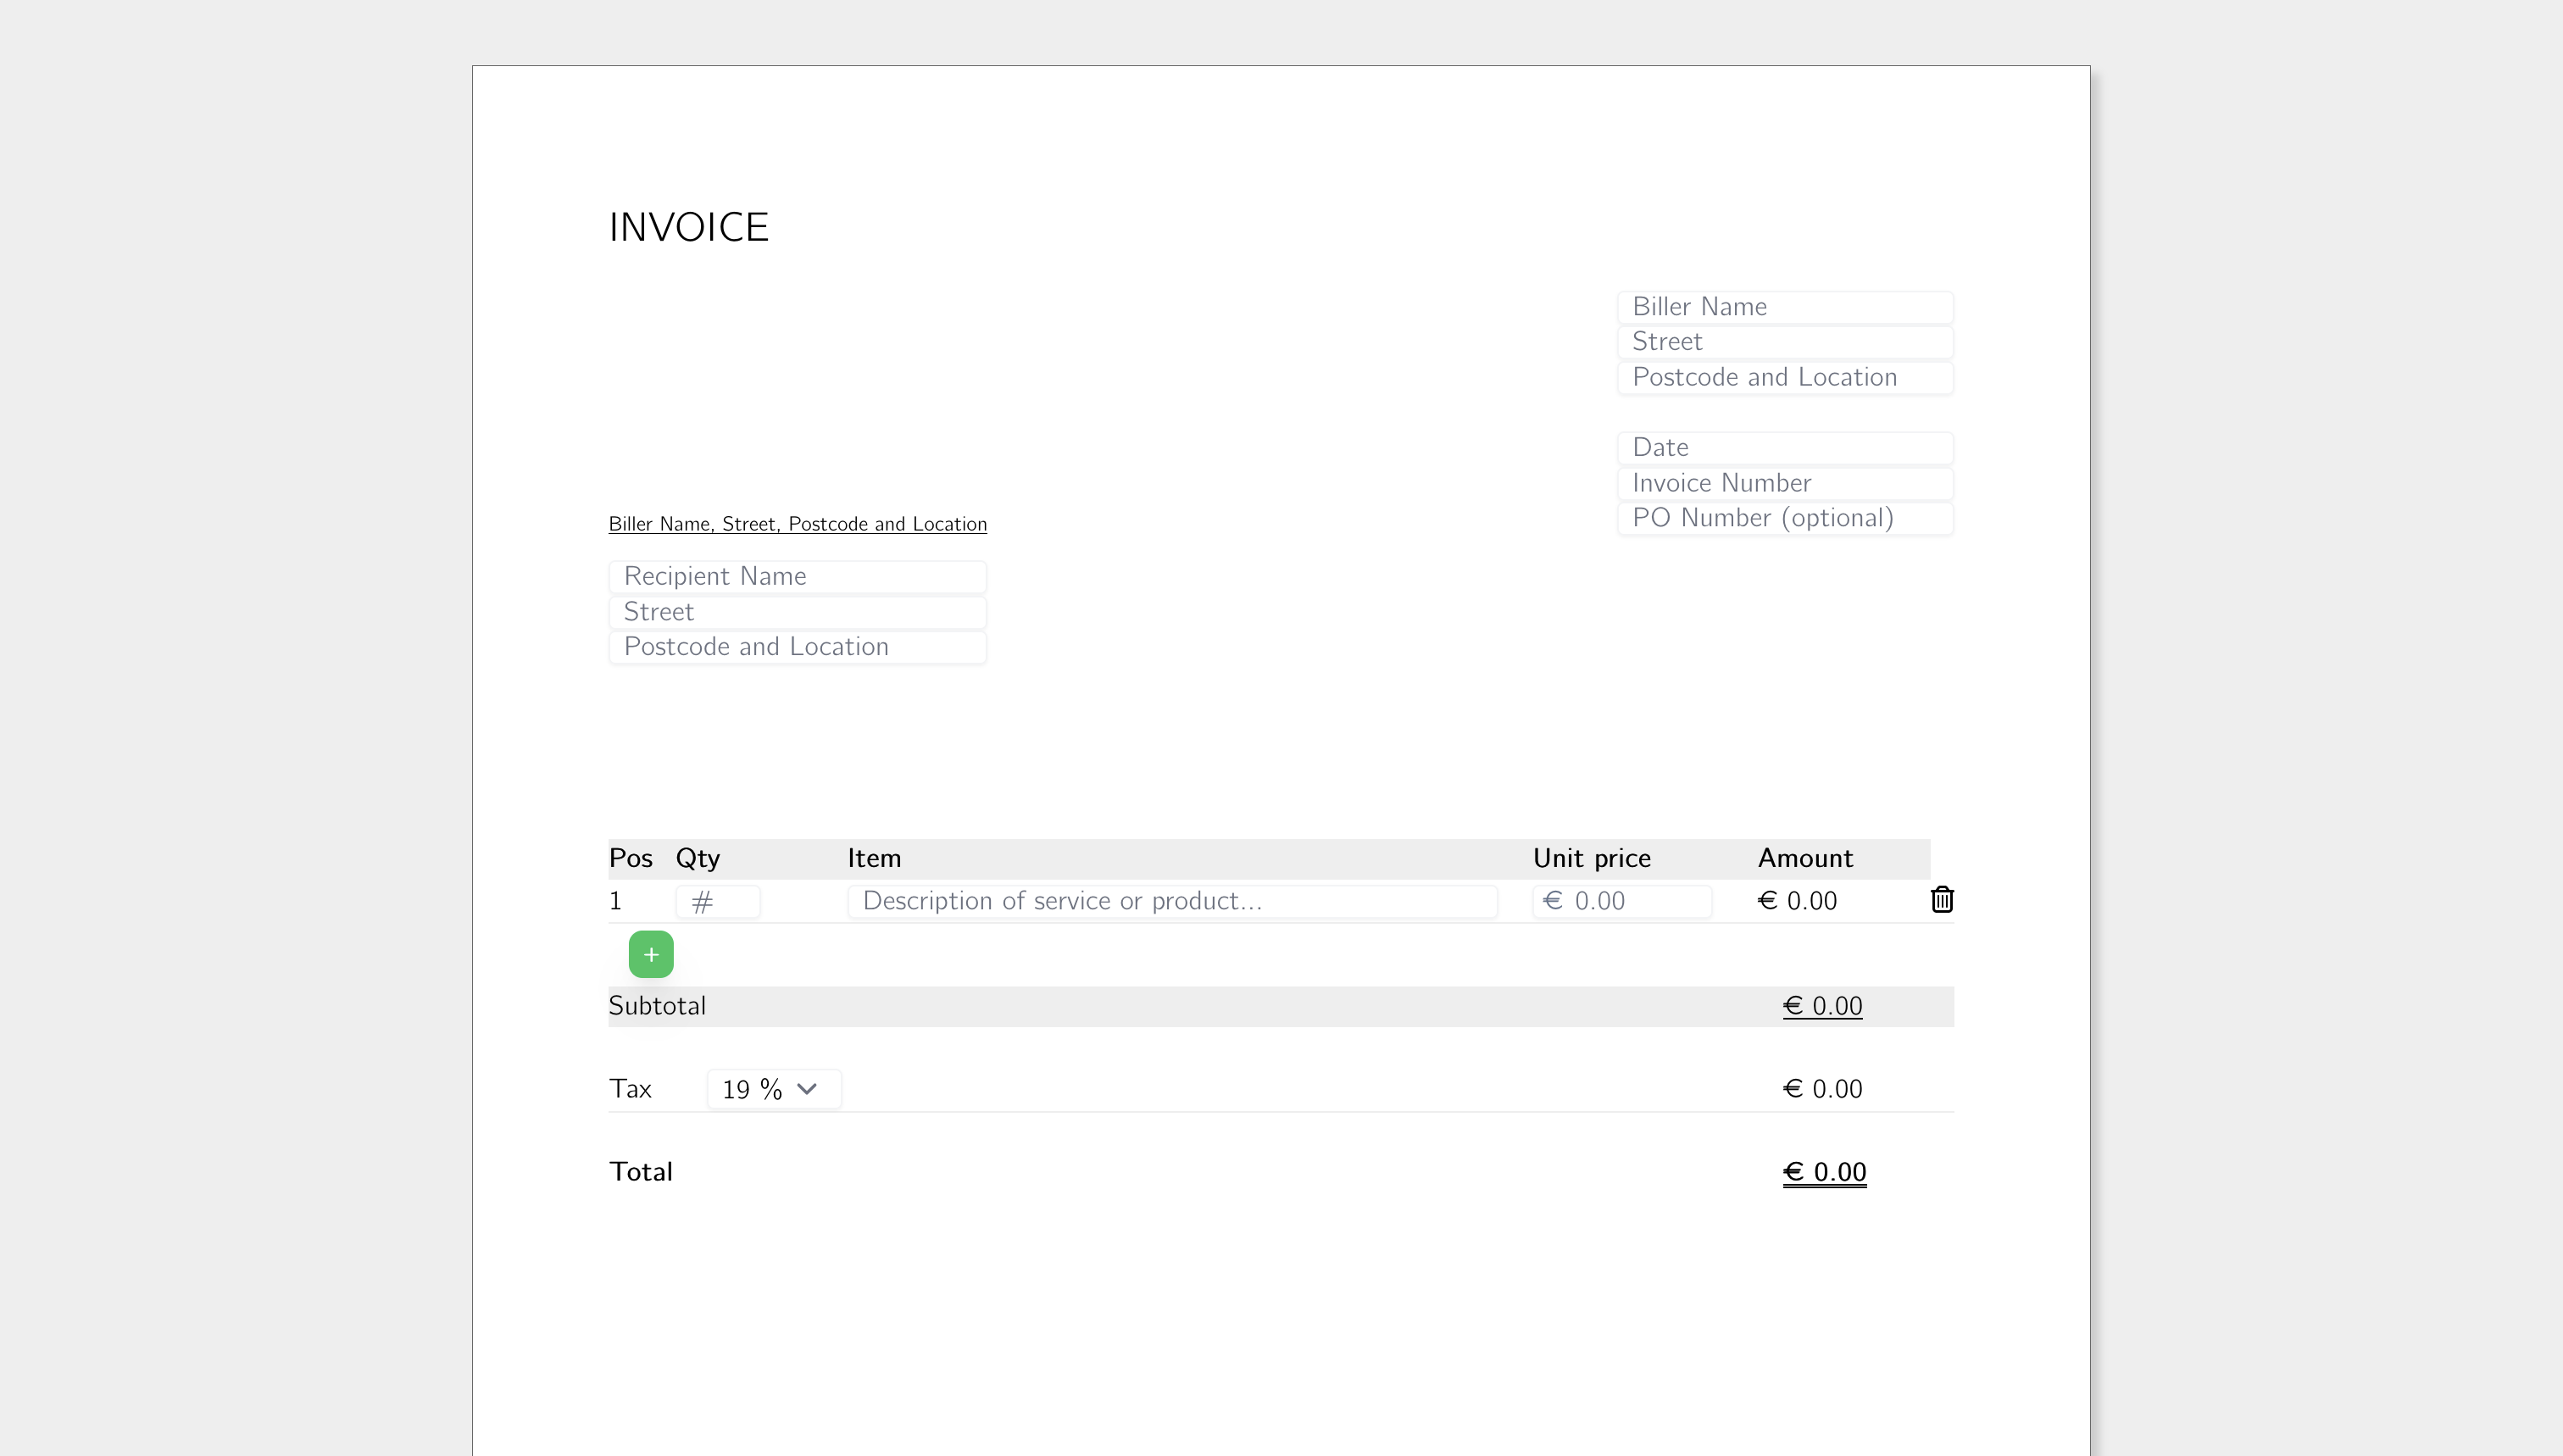 INVOICE
Biller Name
Street
Postcode and Location
Date
Invoice Number
PO Number (optional)
Biller Name, Street, Postcode and Location
Recipient Name
Street
Postcode and Location
Pos Qty Item Unit price Amount
1 # Description of service or product... € 0.00 € 0.00
+
Subtotal € 0.00
Tax 19 % € 0.00
Total € 0.00